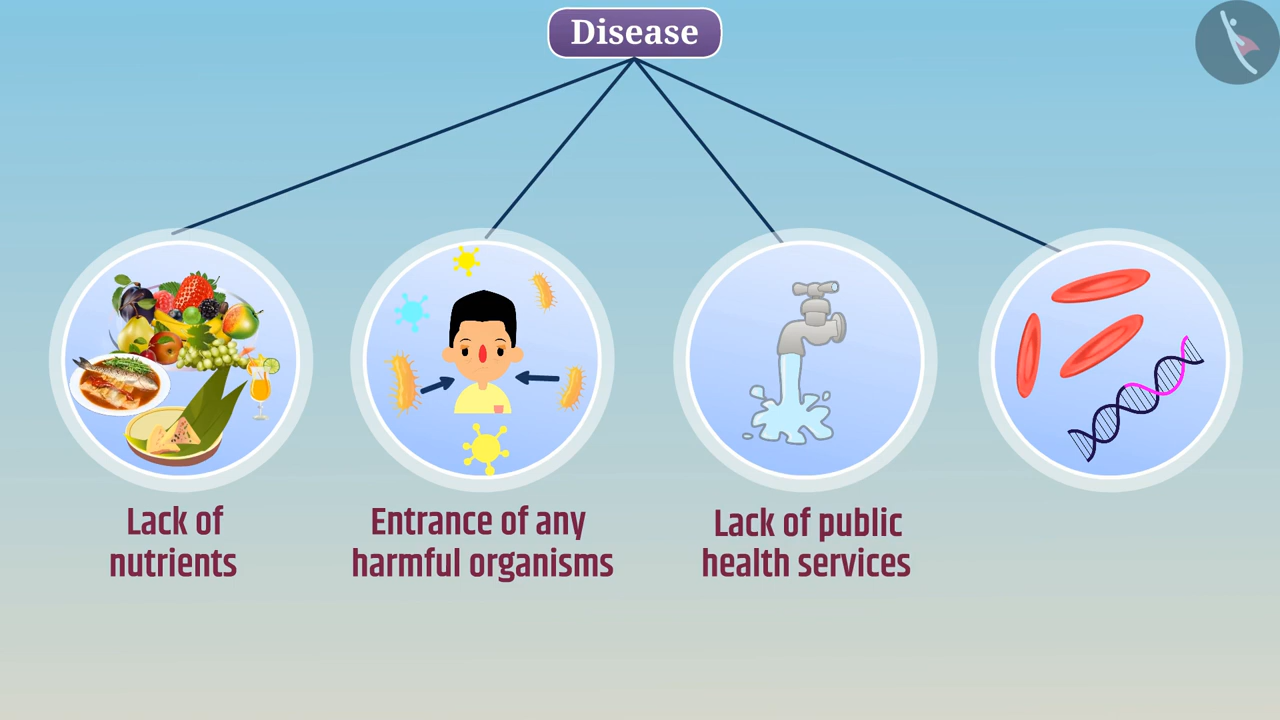 Disease
Lack of
nutrients
Entrance of any
harmful organisms
Lack of public
health services